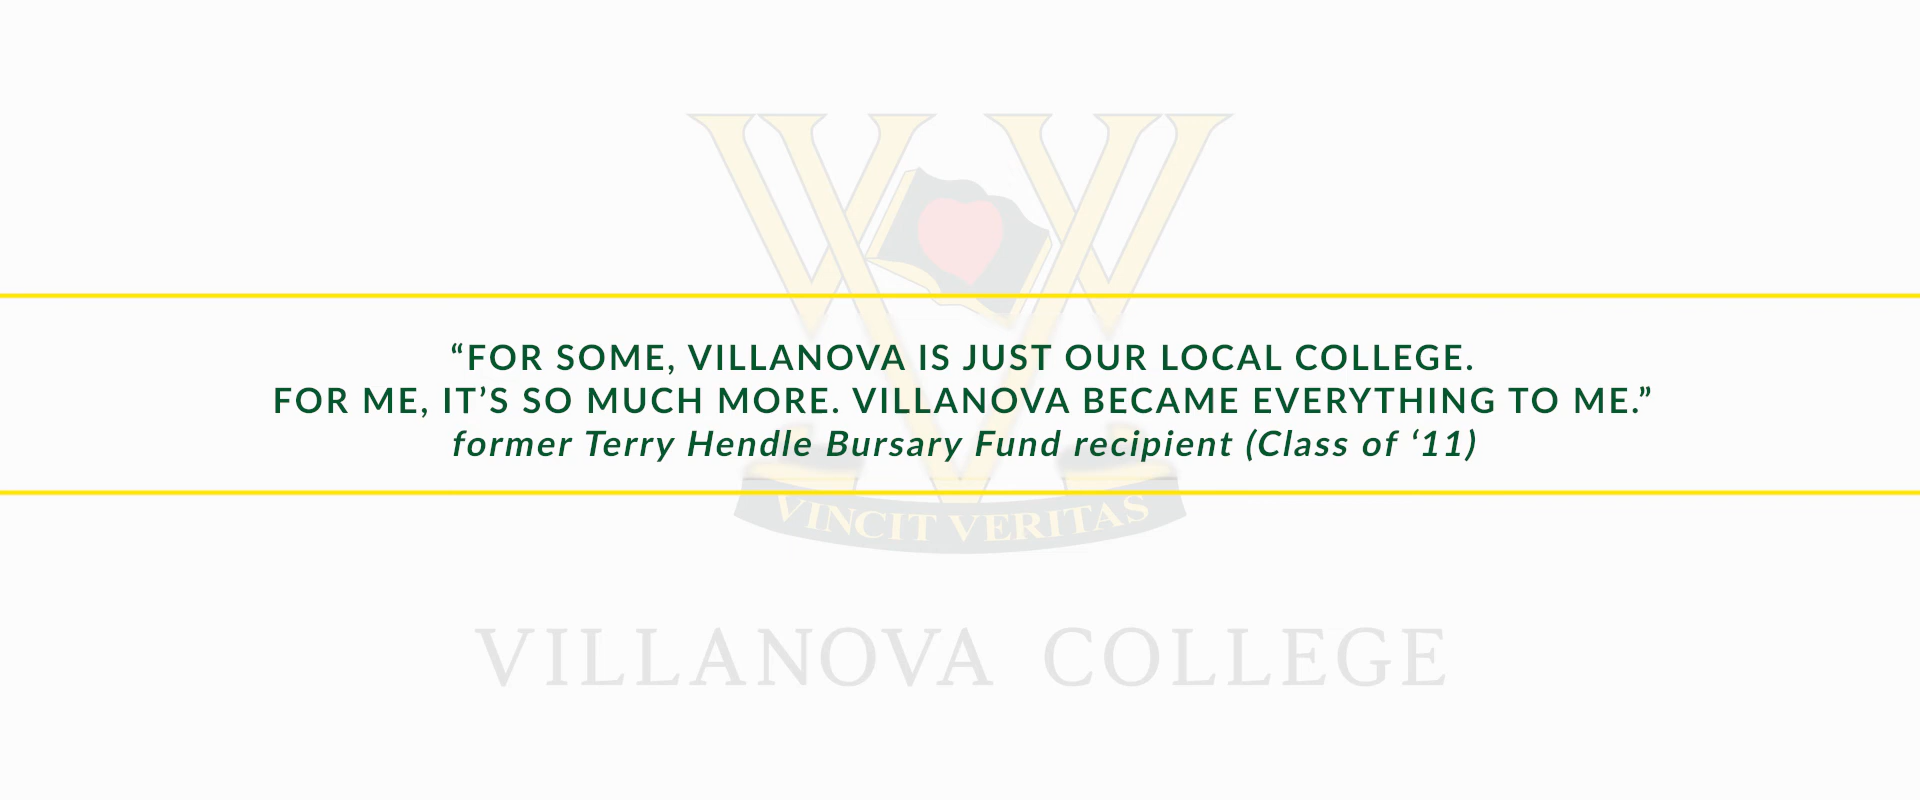 “FOR SOME, VILLANOVA IS JUST OUR LOCAL COLLEGE.
FOR ME, IT’S SO MUCH MORE. VILLANOVA BECAME EVERYTHING TO ME.”
former Terry Hendle Bursary Fund recipient (Class of ‘11)
VINCIT VERITAS
VILLANOVA COLLEGE